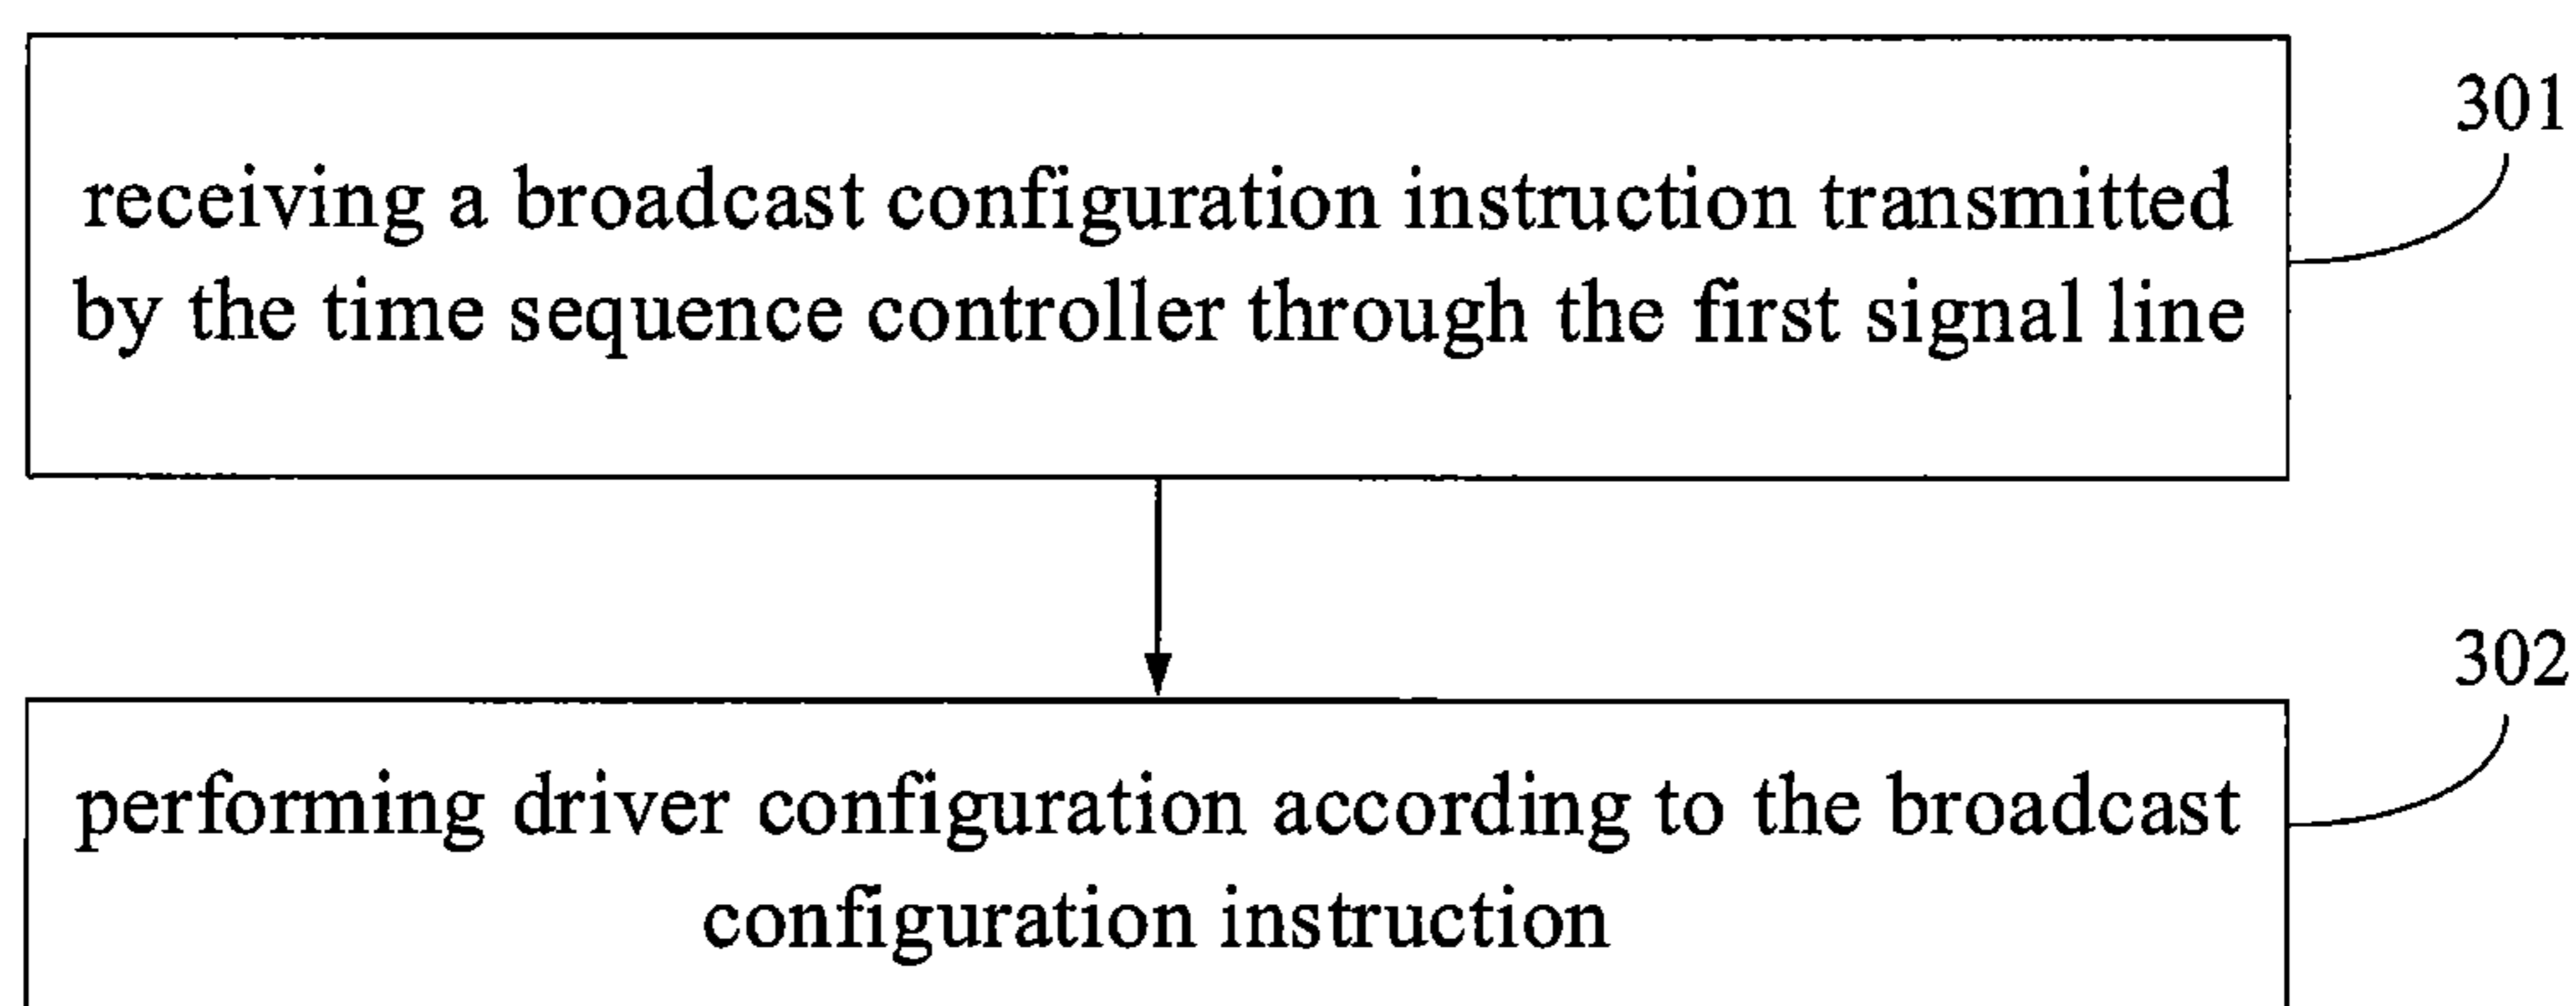 301
receiving a broadcast configuration instruction transmitted
by the time sequence controller through the first signal line
302
performing driver configuration according to the broadcast
configuration instruction